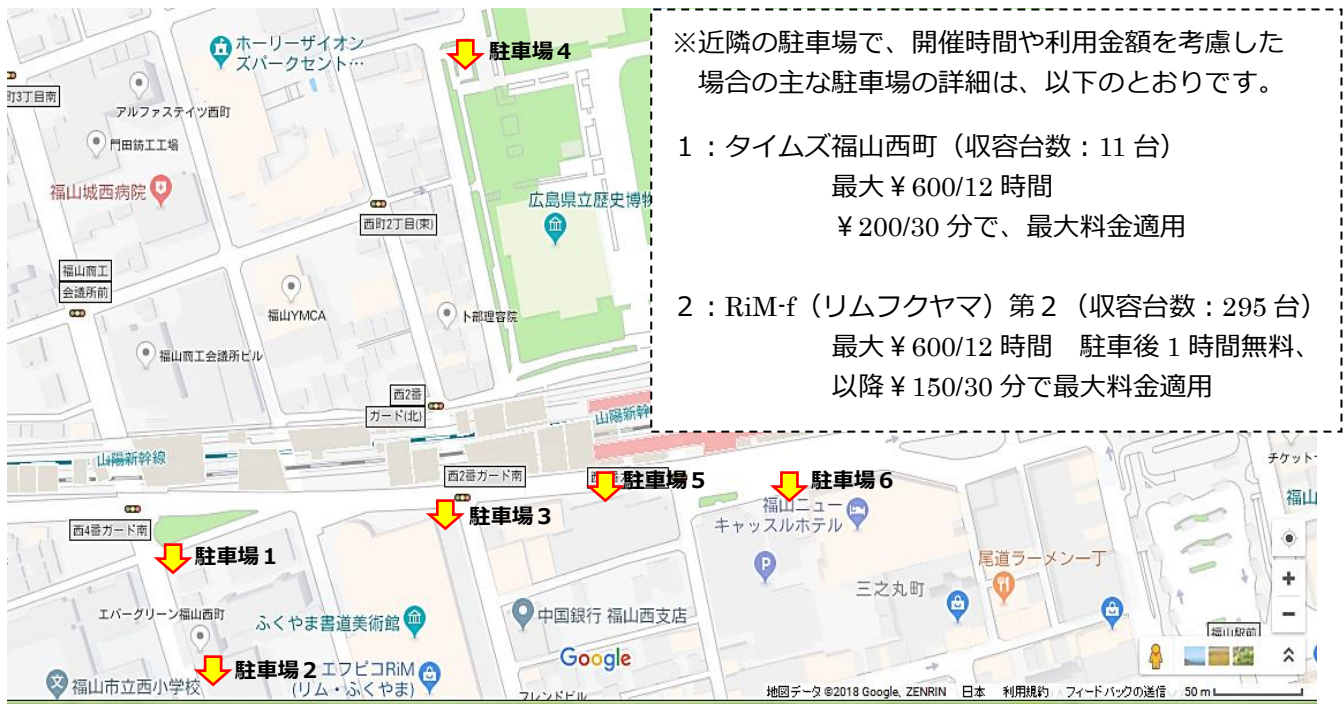 ホーリーザイオン
ズパークセント…
駐車場４
町3丁目南
アルファステイツ西町
門田鋳工工場
福山城西病院
広島県立歴史博物
西町2丁目(東)
福山商工
会議所前
福山YMCA
卜部理容院
福山商工会議所ビル
西2番
ガード(北)
山陽新幹
※近隣の駐車場で、開催時間や利用金額を考慮した
場合の主な駐車場の詳細は、以下のとおりです。
１：タイムズ福山西町（収容台数：11 台）
最大￥600/12 時間
￥200/30 分で、最大料金適用
２：RiM-f（リムフクヤマ）第２（収容台数：295 台）
最大￥600/12 時間　駐車後 1 時間無料、
以降￥150/30 分で最大料金適用
山陽新幹線
西2番ガード南
駐車場５
駐車場６
チケット
福山
西4番ガード南
駐車場３
福山ニュー
キャッスルホテル
駐車場１
尾道ラーメン一丁
三之丸町
エバーグリーン福山西町
ふくやま書道美術館
中国銀行 福山西支店
福山駅前
駐車場２
エフピコRiM
(リム・ふくやま)
福山市立西小学校
Google
フレンドビル
地図データ ©2018 Google, ZENRIN 日本 利用規約 フィードバックの送信 50 m